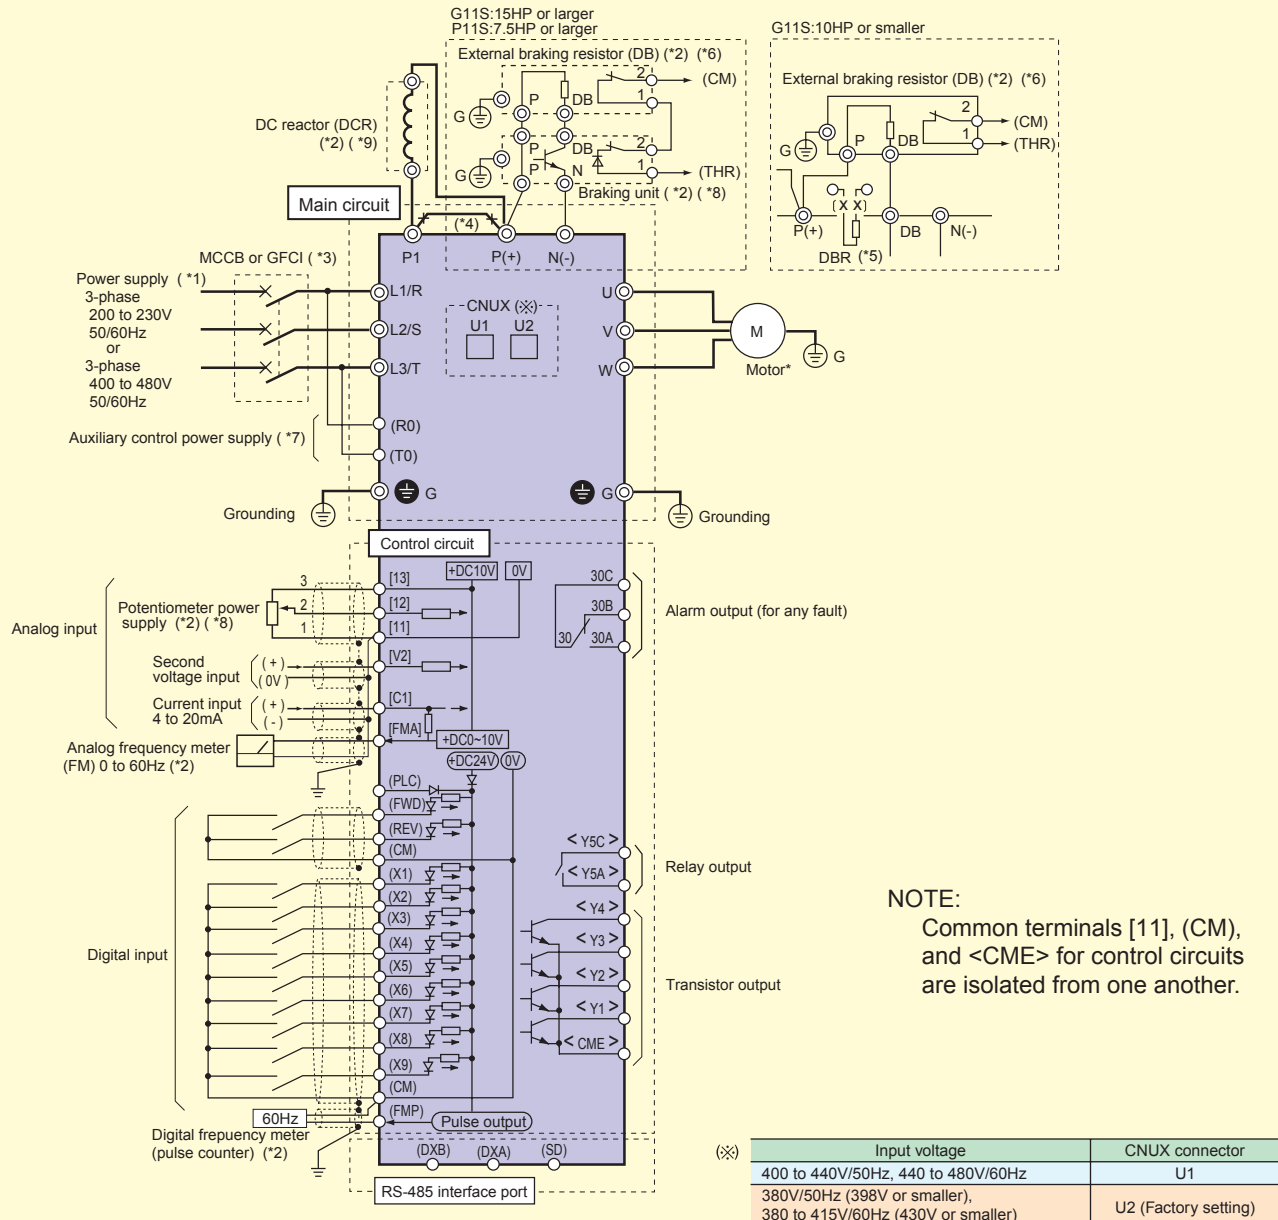 G11S:15HP or larger
P11S:7.5HP or larger
External braking resistor (DB) (*2) (*6)
2
(CM)
P
DB
1
G
P
DB
2
P
N
1
(THR)
G
Braking unit (*2) (*8)
G11S:10HP or smaller
External braking resistor (DB) (*2) (*6)
2
(CM)
1
(THR)
G
P
DB
(X X)
P(+)
DB
N(-)
DBR (*5)
DC reactor (DCR)
(*2) (*9)
Main circuit
(*4)
P1
P(+)
N(-)
MCCB or GFCI (*3)
Power supply (*1)
3-phase
200 to 230V
50/60Hz
or
3-phase
400 to 480V
50/60Hz
L1/R
L2/S
L3/T
CNUX (※)
U1
U2
U
V
W
M
Motor*
G
Auxiliary control power supply (*7)
(R0)
(T0)
G
G
Grounding
Grounding
Control circuit
Analog input
Potentiometer power
supply (*2) (*8)
3
2
1
[13]
[12]
[11]
+DC10V
0V
Second
voltage input
(+)
(0V)
[V2]
Current input
4 to 20mA
(+)
(-)
[C1]
Analog frequency meter
(FM) 0 to 60Hz (*2)
[FMA]
+DC0~10V
+DC24V
0V
30C
30B
30
30A
Alarm output (for any fault)
(PLC)
(FWD)
(REV)
(CM)
(X1)
(X2)
(X3)
(X4)
(X5)
(X6)
(X7)
(X8)
(X9)
(CM)
(FMP)
Digital input
Pulse output
60Hz
Digital frepuency meter
(pulse counter) (*2)
< Y5C >
< Y5A >
Relay output
< Y4 >
< Y3 >
< Y2 >
< Y1 >
< CME >
Transistor output
(DXB)
(DXA)
(SD)
RS-485 interface port
NOTE:
Common terminals [11], (CM),
and <CME> for control circuits
are isolated from one another.
(※)
Input voltage
CNUX connector
400 to 440V/50Hz, 440 to 480V/60Hz
U1
380V/50Hz (398V or smaller),
380 to 415V/60Hz (430V or smaller)
U2 (Factory setting)